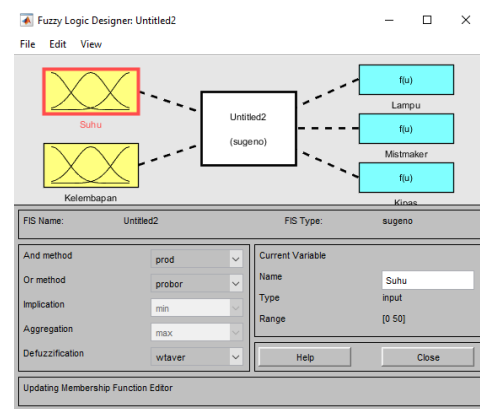 Fuzzy Logic Designer: Untitled2
File Edit View
f(u)
Lampu
Suhu
Untitled2
(sugeno)
f(u)
Mistmaker
f(u)
Kelembapan
Kipas
FIS Name: Untitled2 FIS Type: sugeno
And method prod
Or method probor
Implication min
Aggregation max
Defuzzification wtaver
Current Variable
Name Suhu
Type input
Range [0 50]
Help Close
Updating Membership Function Editor